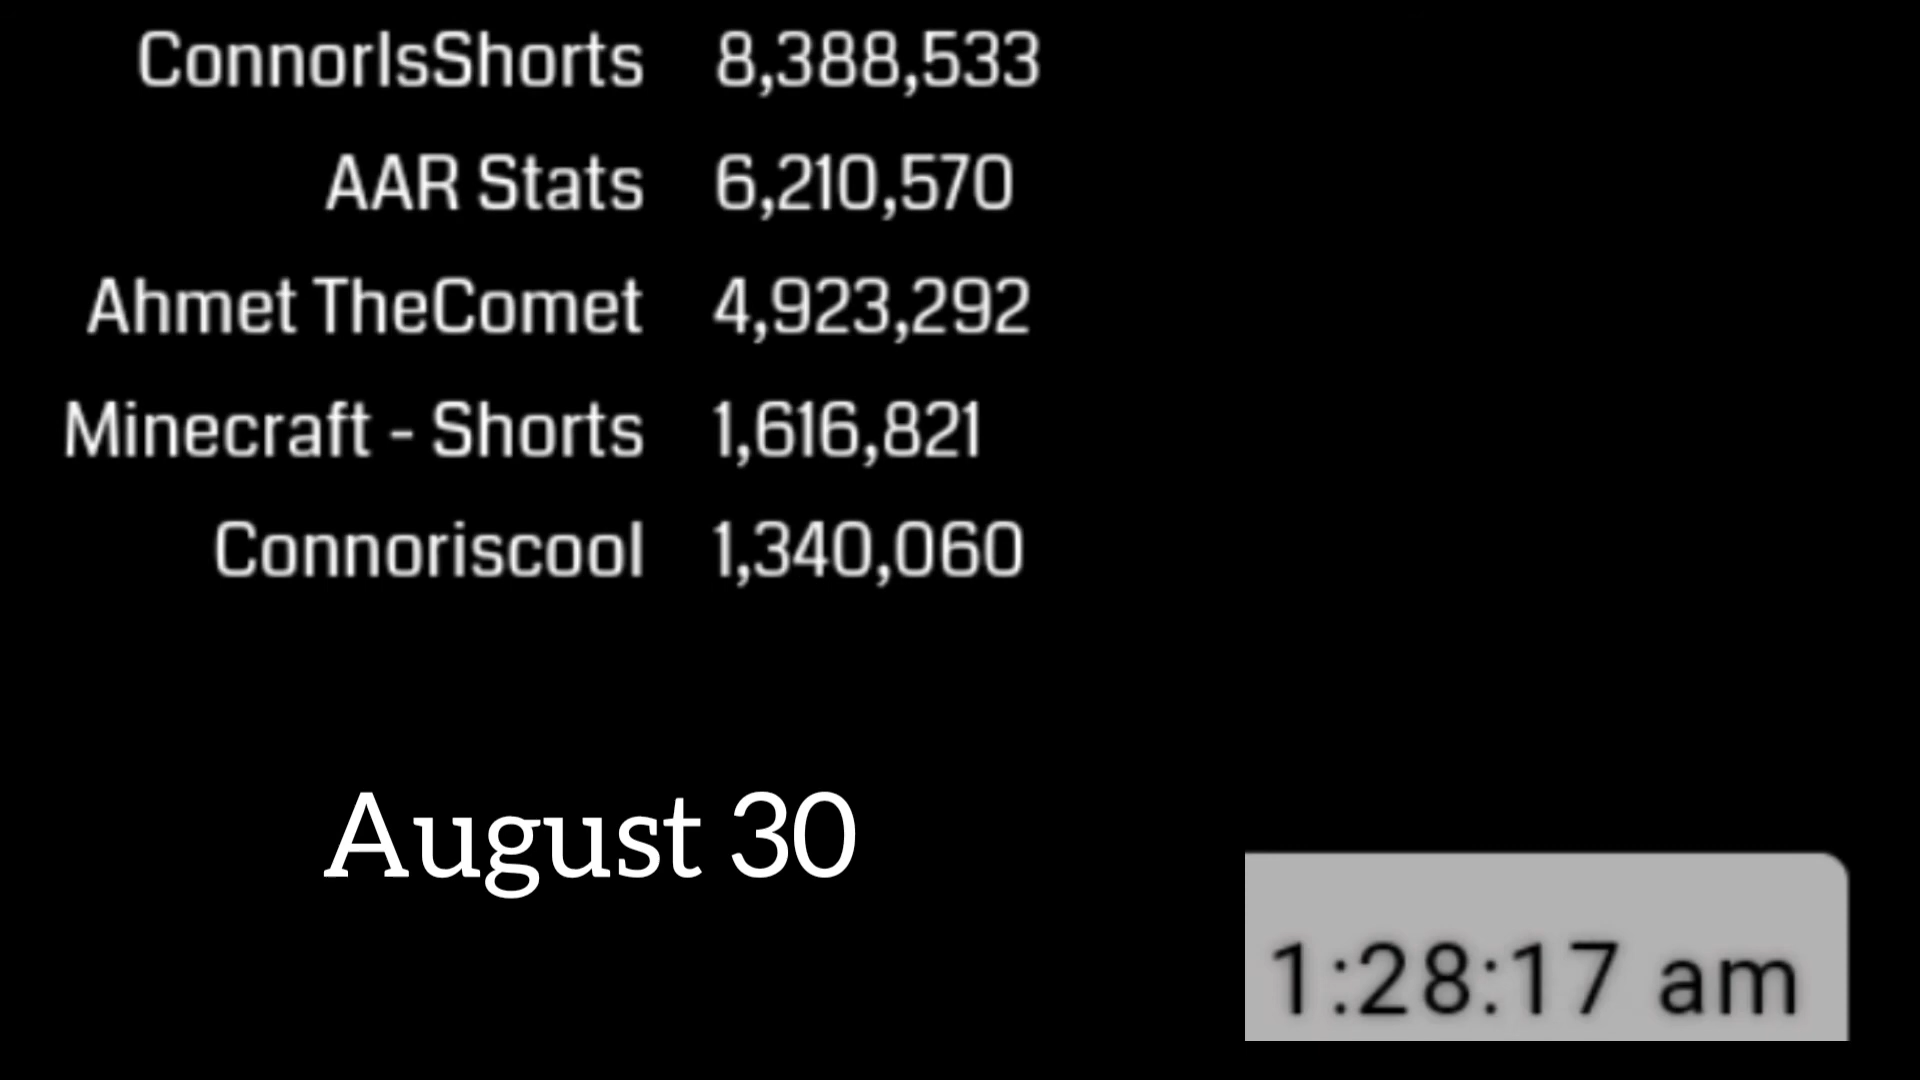 ConnorIsShorts 8,388,533
AAR Stats 6,210,570
Ahmet TheComet 4,923,292
Minecraft - Shorts 1,616,821
Connoriscool 1,340,060
August 30
1:28:17 am